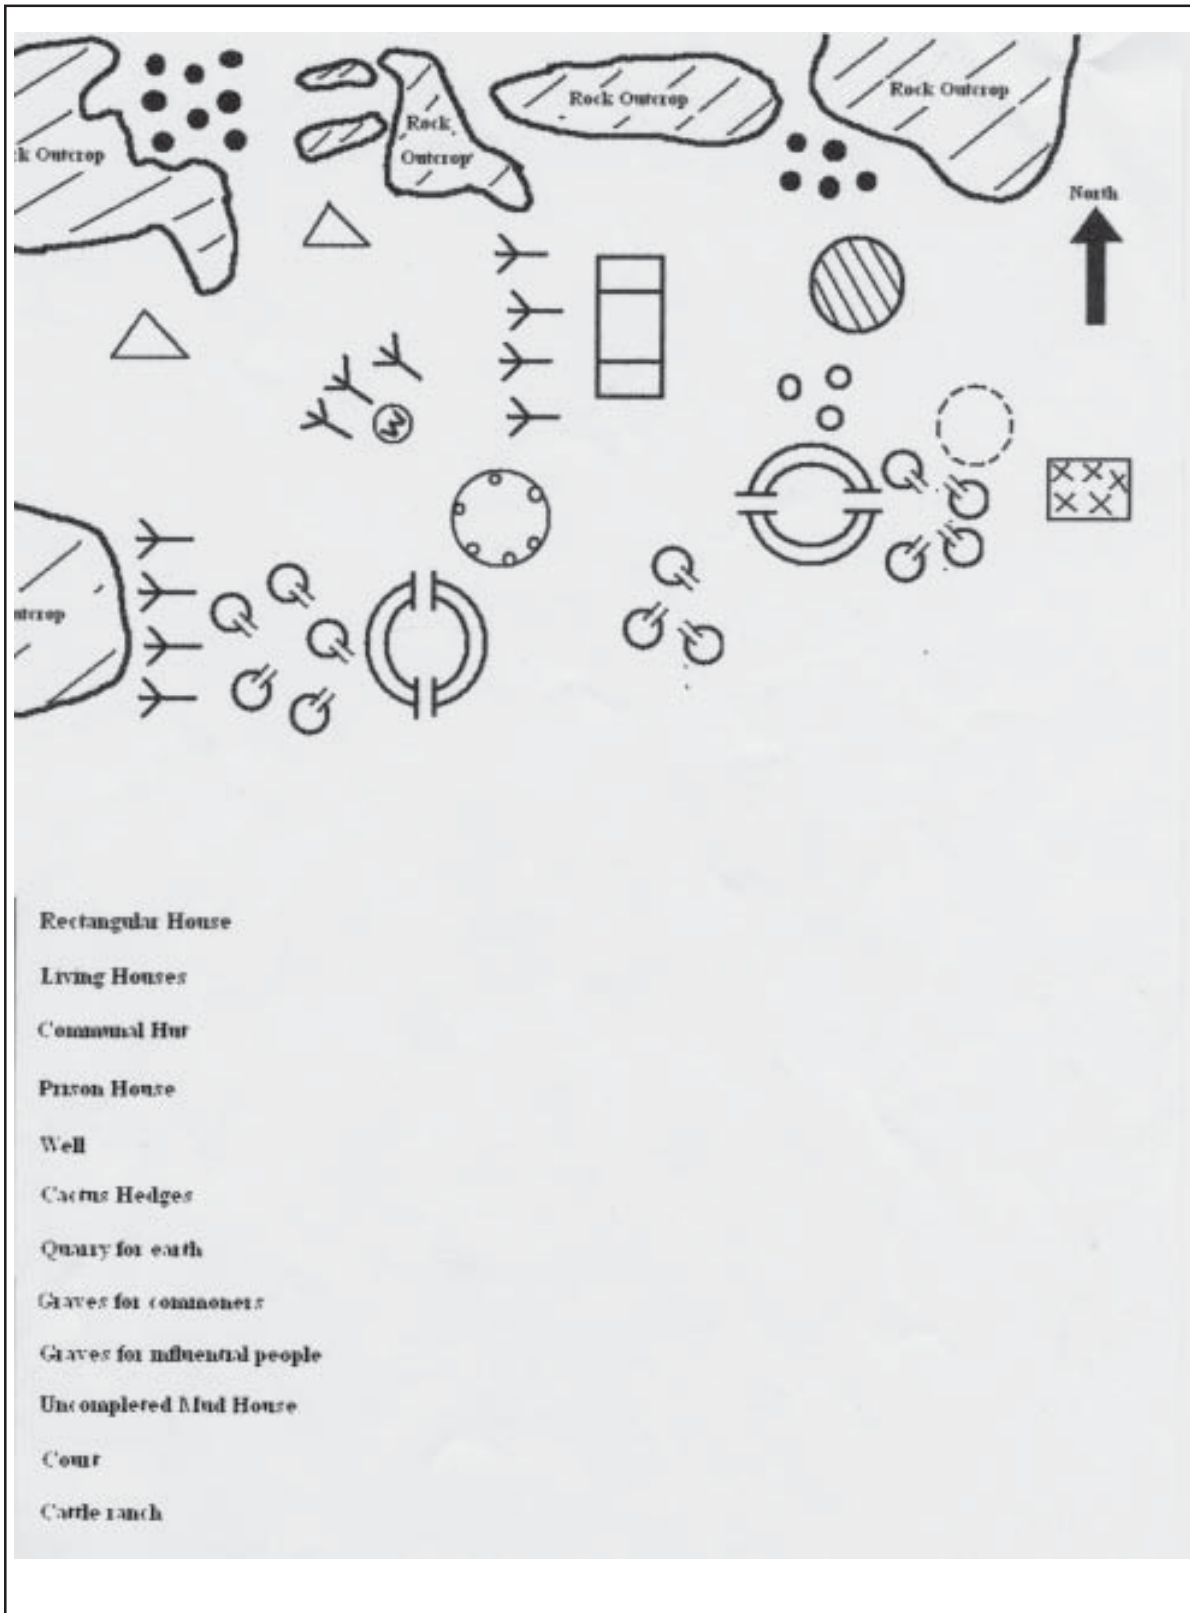 Rock Outcrop
Rock Outcrop
Rock
Outcrop
k Outcrop
North
W
utcrop
Rectangular House
Living Houses
Communal Hut
Prison House
Well
Cactus Hedges
Quarry for earth
Graves for commoners
Graves for influential people
Uncompleted Mud House
Court
Cattle ranch